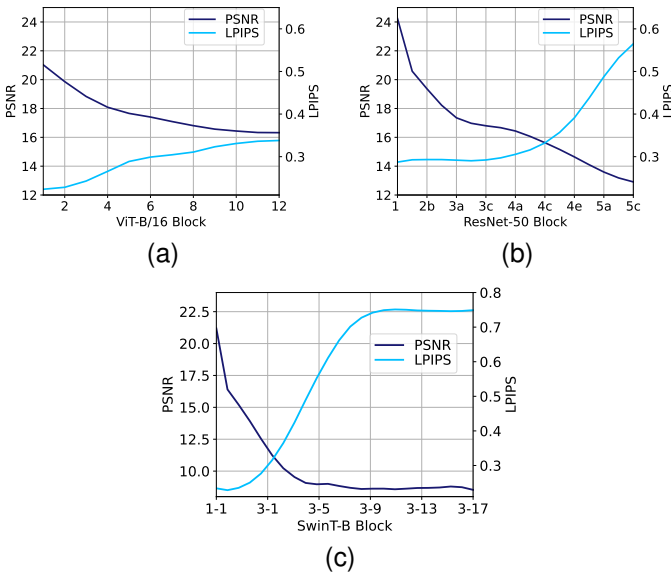 24
22
20
18
16
14
12
PSNR
PSNR
LPIPS
0.6
0.5
0.4
0.3
LPIPS
2 4 6 8 10 12
ViT-B/16 Block
(a)
24
22
20
18
16
14
12
PSNR
PSNR
LPIPS
0.6
0.5
0.4
0.3
LPIPS
1 2b 3a 3c 4a 4c 4e 5a 5c
ResNet-50 Block
(b)
22.5
20.0
17.5
15.0
12.5
10.0
PSNR
PSNR
LPIPS
0.8
0.7
0.6
0.5
0.4
0.3
LPIPS
1-1 3-1 3-5 3-9 3-13 3-17
SwinT-B Block
(c)